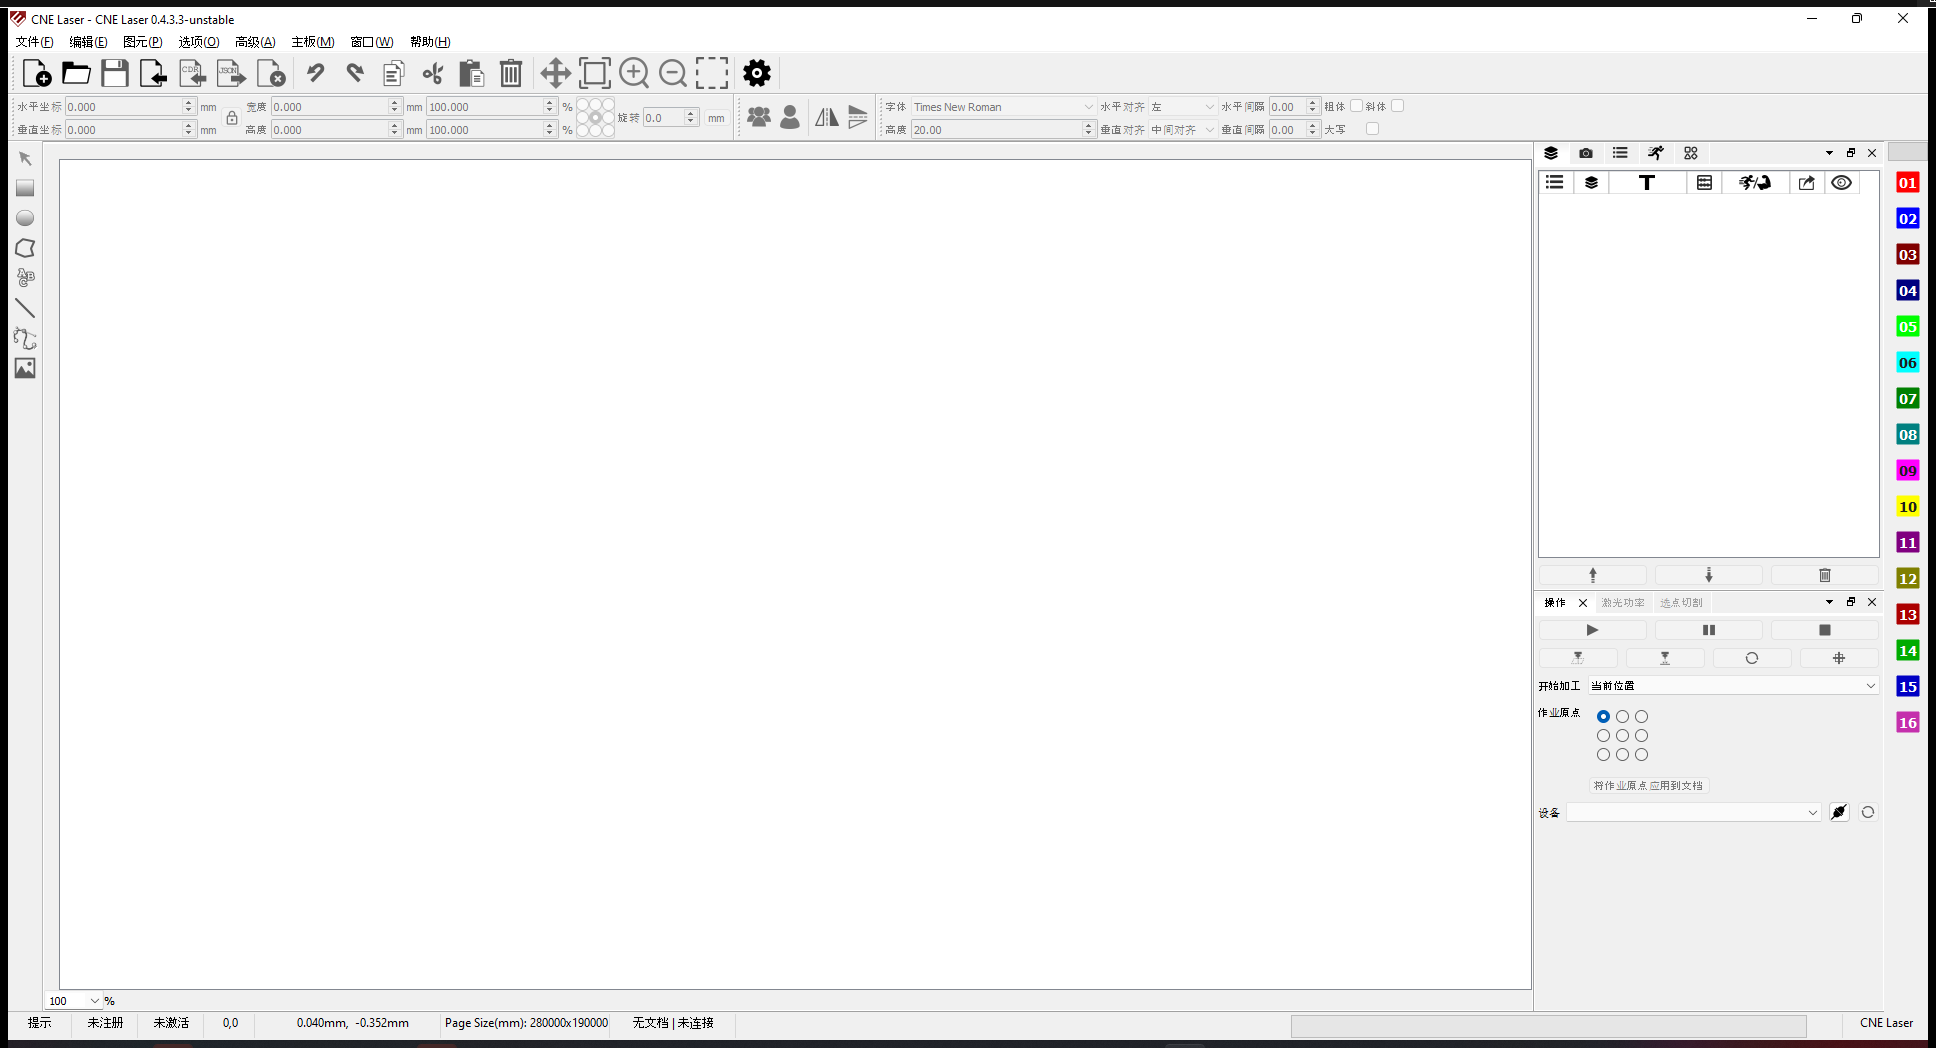 CNE Laser - CNE Laser 0.4.3.3-unstable
文件(F) 编辑(E) 图元(P) 选项(O) 高级(A) 主板(M) 窗口(W) 帮助(H)
CDR JSON
水平坐标 0.000 mm 宽度 0.000 mm 100.000 % 旋转 0.0 mm 字体 Times New Roman 水平对齐 左 水平间隔 0.00 粗体 斜体
垂直坐标 0.000 mm 高度 0.000 mm 100.000 % 高度 20.00 垂直对齐 中间对齐 垂直间隔 0.00 大写
ABC
T
01
02
03
04
05
06
07
08
09
10
11
12
13
14
15
16
操作 激光功率 选点切割
开始加工 当前位置
作业原点
将作业原点应用到文档
设备
100 %
提示 未注册 未激活 0,0 0.040mm, -0.352mm Page Size(mm): 280000x190000 无文档 | 未连接 CNE Laser